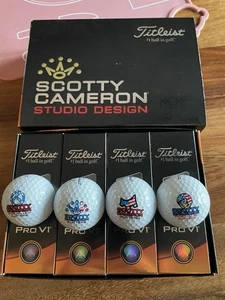 Titleist
#1 ball in golf
SCOTTY
CAMERON
STUDIO DESIGN
Titleist
#1 ball in golf
Titleist
#1 ball in golf
Titleist
#1 ball in golf
Titleist
#1 ball in golf
PRO V1
PRO V1
PRO V1
PRO V1